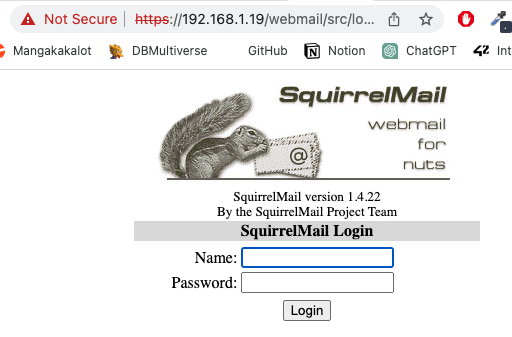 Not Secure | https://192.168.1.19/webmail/src/lo...
Mangakakalot DBMultiverse GitHub Notion ChatGPT Int
SquirrelMail
webmail
for
nuts
@
SquirrelMail version 1.4.22
By the SquirrelMail Project Team
SquirrelMail Login
Name:
Password:
Login